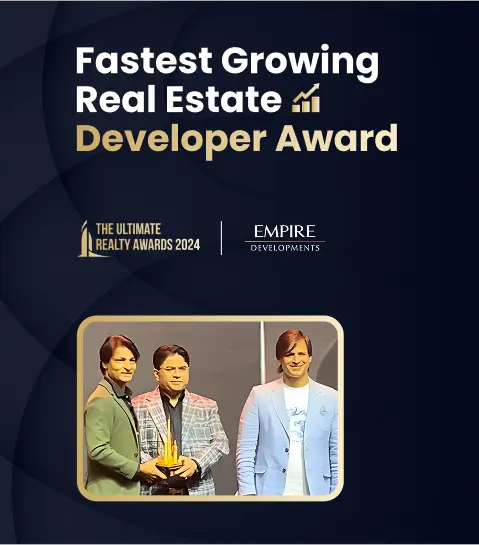 Fastest Growing
Real Estate
Developer Award
THE ULTIMATE
REALTY AWARDS 2024
EMPIRE
DEVELOPMENTS